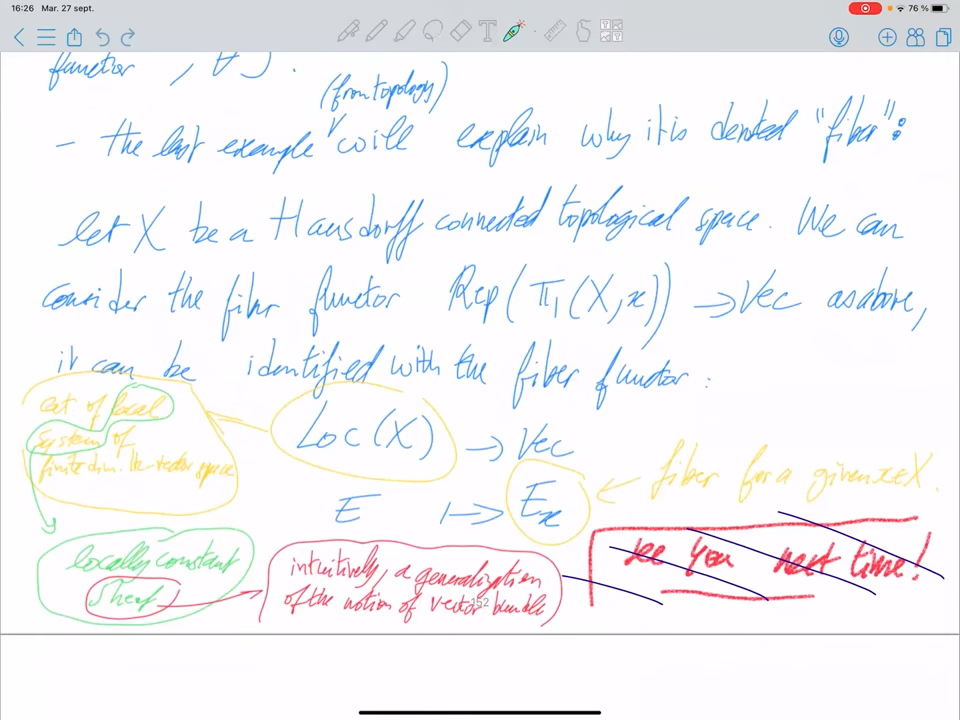 16:26 Mar. 27 sept.
76 %
functor , ∀ ) .
(from topology)
- the last example will explain why it is denoted "fiber":
let X be a Hausdorff connected topological space. We can
consider the fiber functor Rep(π₁(X,x)) → Vec as above,
it can be identified with the fiber functor:
cat of local
system of
finite dim. k-vector space
Loc(X) → Vec
E ↦ Eₓ
← fiber for a given x∈X.
locally constant
sheaf
intuitively, a generalization
of the notion of vector bundle
152
see you next time!